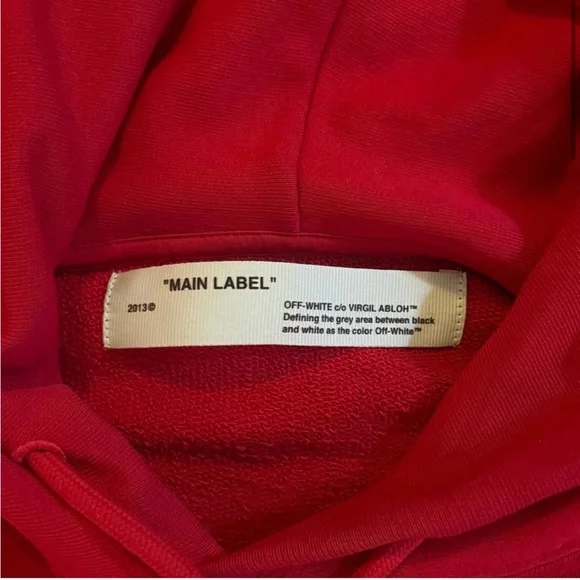 "MAIN LABEL"
2013©
OFF-WHITE c/o VIRGIL ABLOH™
Defining the grey area between black
and white as the color Off-White™